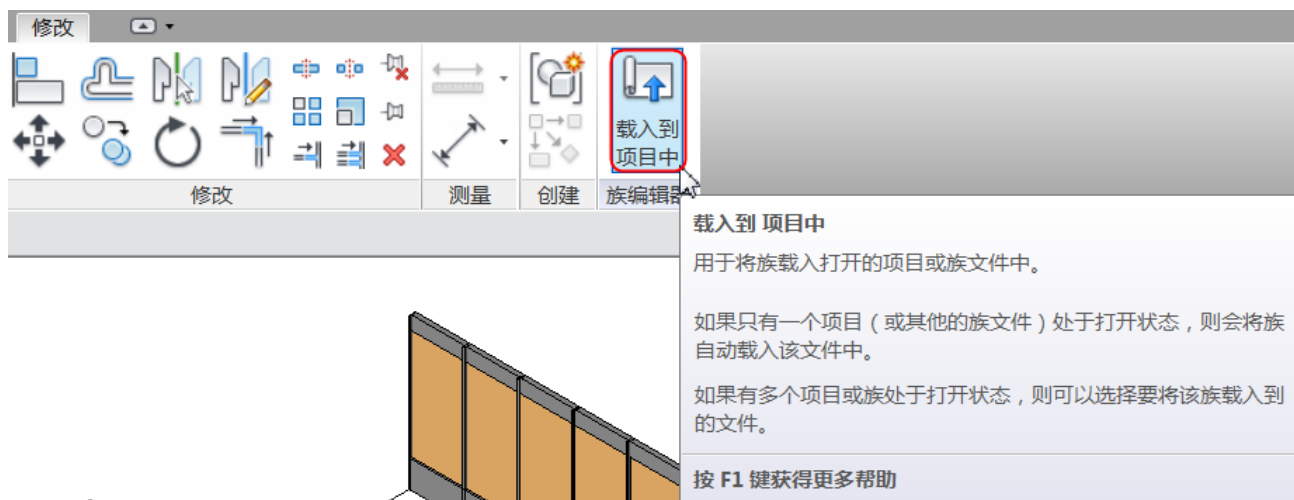 修改
载入到
项目中
修改
测量
创建
族编辑器
载入到 项目中
用于将族载入打开的项目或族文件中。
如果只有一个项目（或其他的族文件）处于打开状态，则会将族
自动载入该文件中。
如果有多个项目或族处于打开状态，则可以选择要将该族载入到
的文件。
按 F1 键获得更多帮助